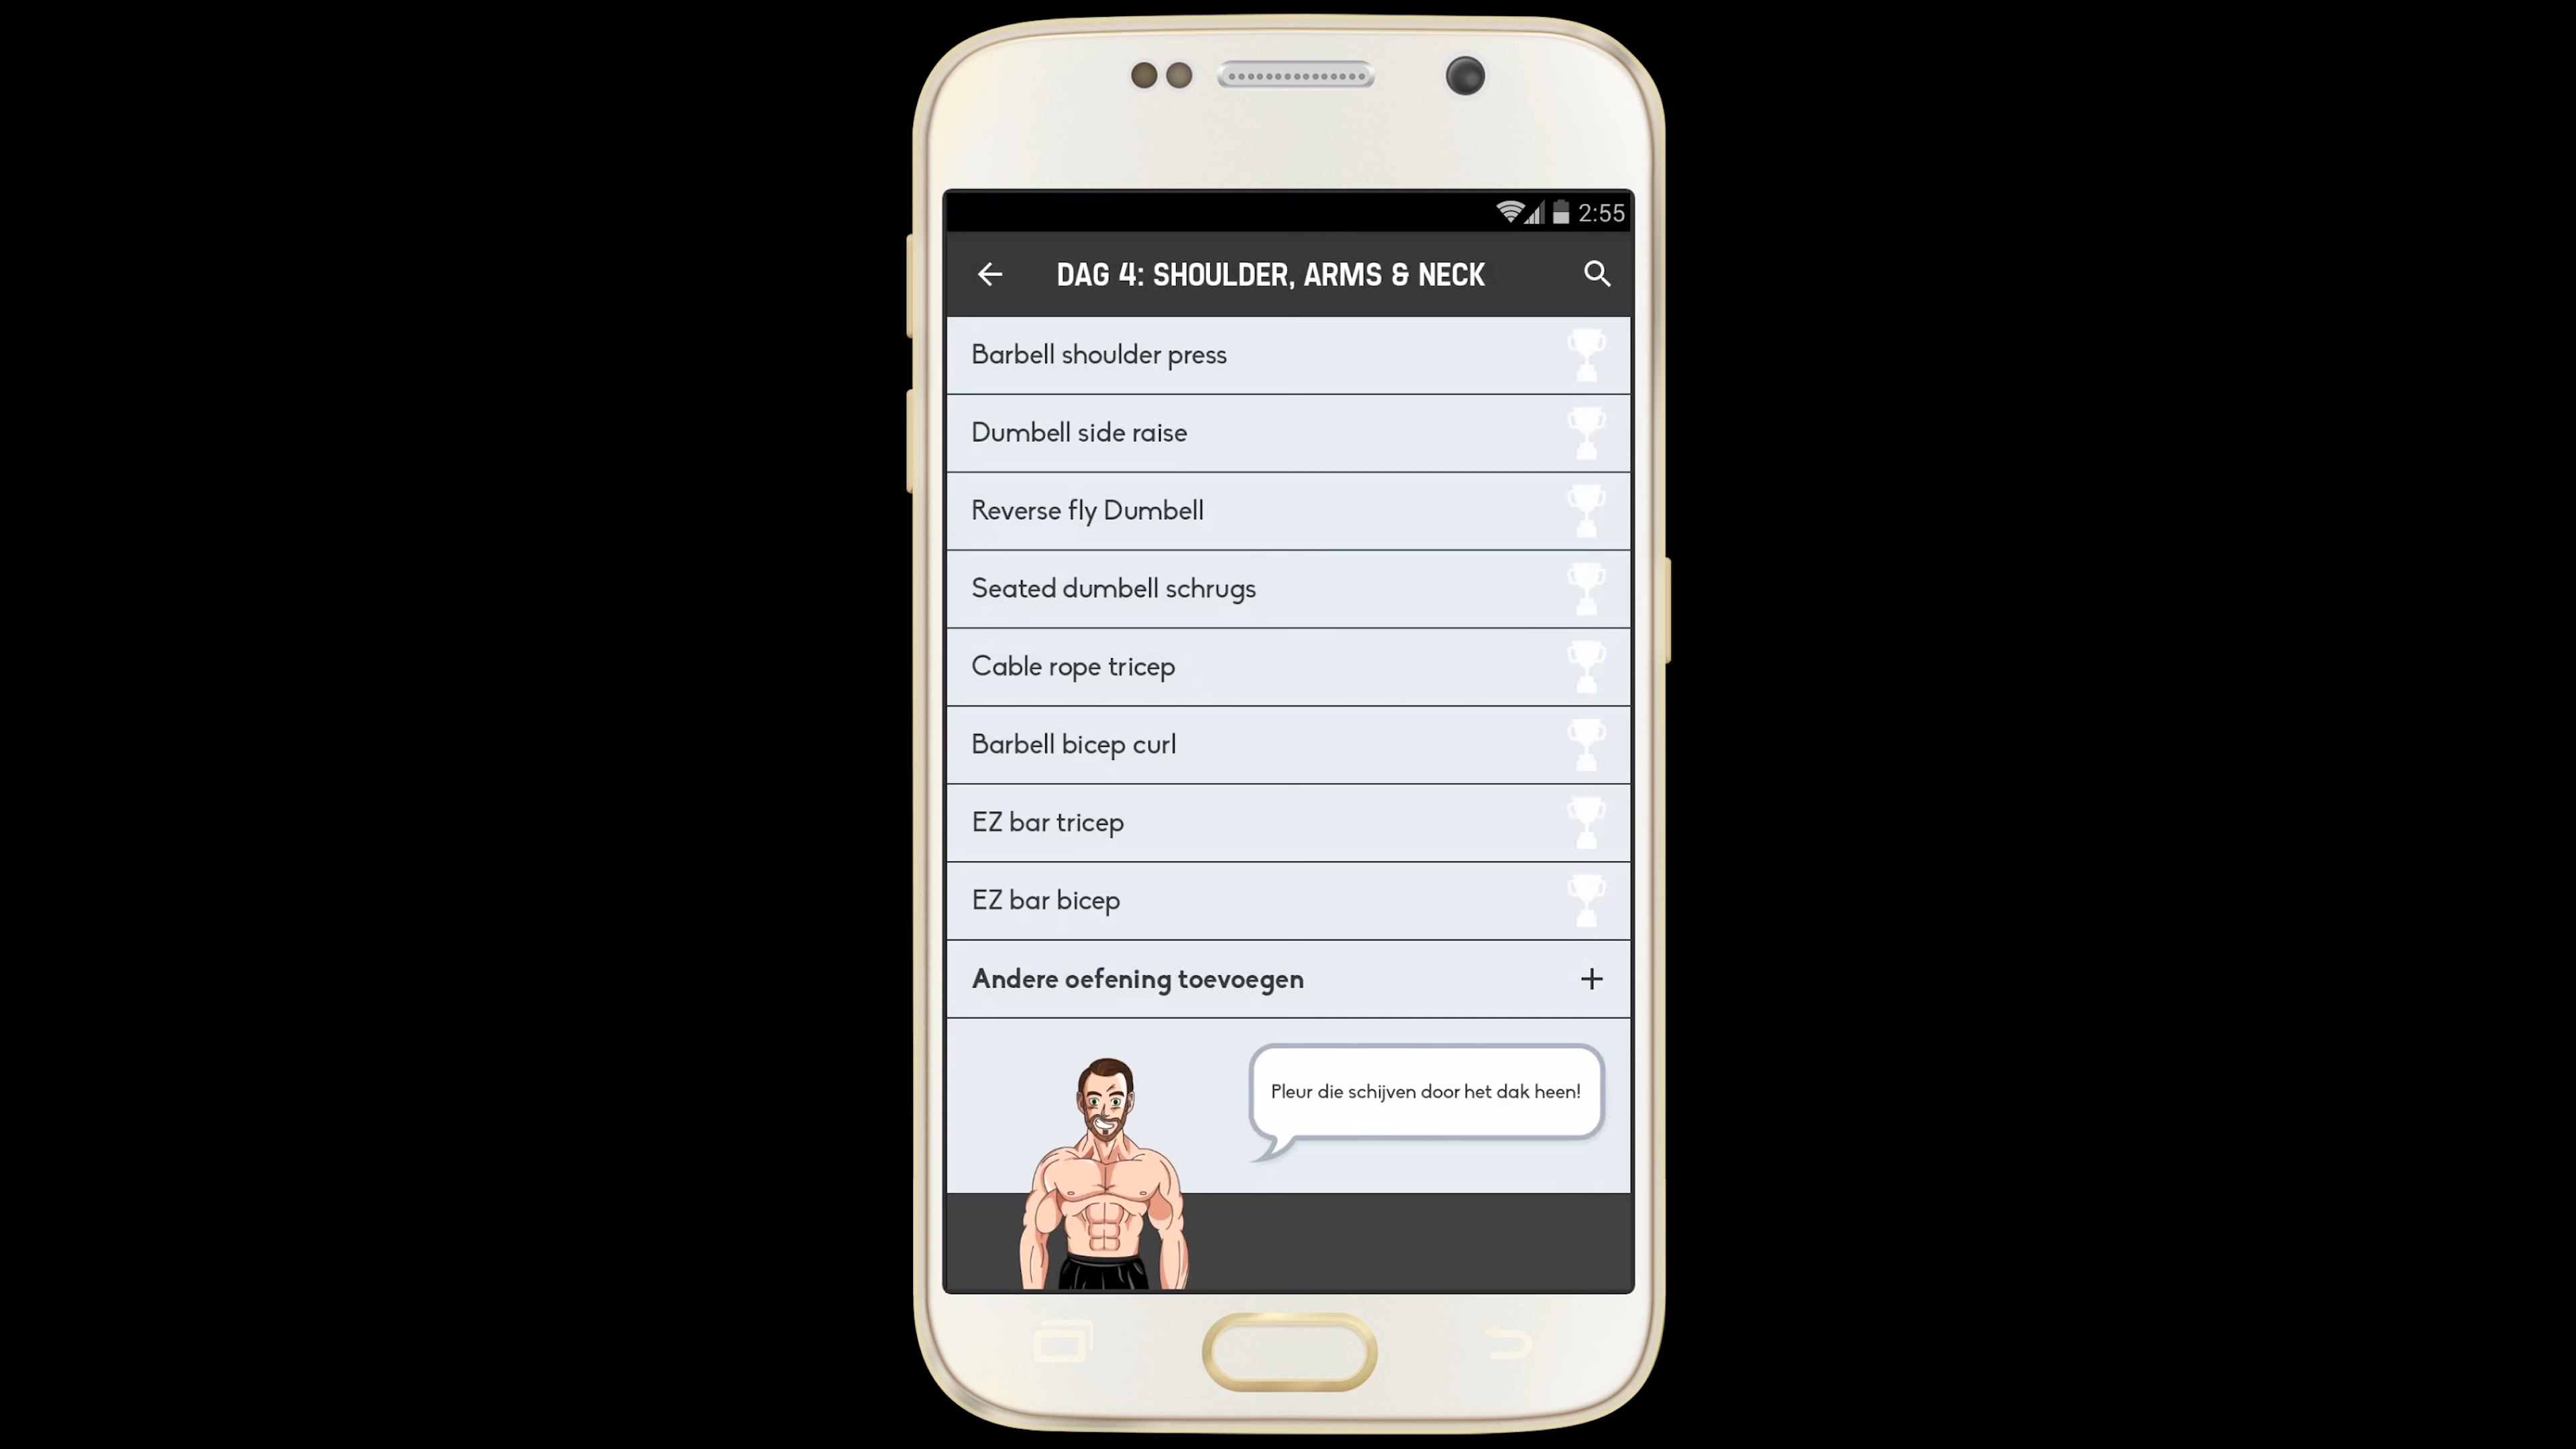 2:55
DAG 4: SHOULDER, ARMS & NECK
Barbell shoulder press
Dumbell side raise
Reverse fly Dumbell
Seated dumbell schrugs
Cable rope tricep
Barbell bicep curl
EZ bar tricep
EZ bar bicep
Andere oefening toevoegen
Pleur die schijven door het dak heen!